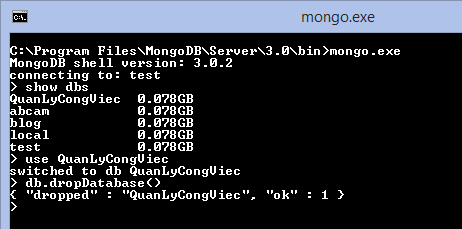 mongo.exe
C:\Program Files\MongoDB\Server\3.0\bin>mongo.exe
MongoDB shell version: 3.0.2
connecting to: test
> show dbs
QuanLyCongViec  0.078GB
abcam           0.078GB
blog            0.078GB
local           0.078GB
test            0.078GB
> use QuanLyCongViec
switched to db QuanLyCongViec
> db.dropDatabase()
{ "dropped" : "QuanLyCongViec", "ok" : 1 }
>